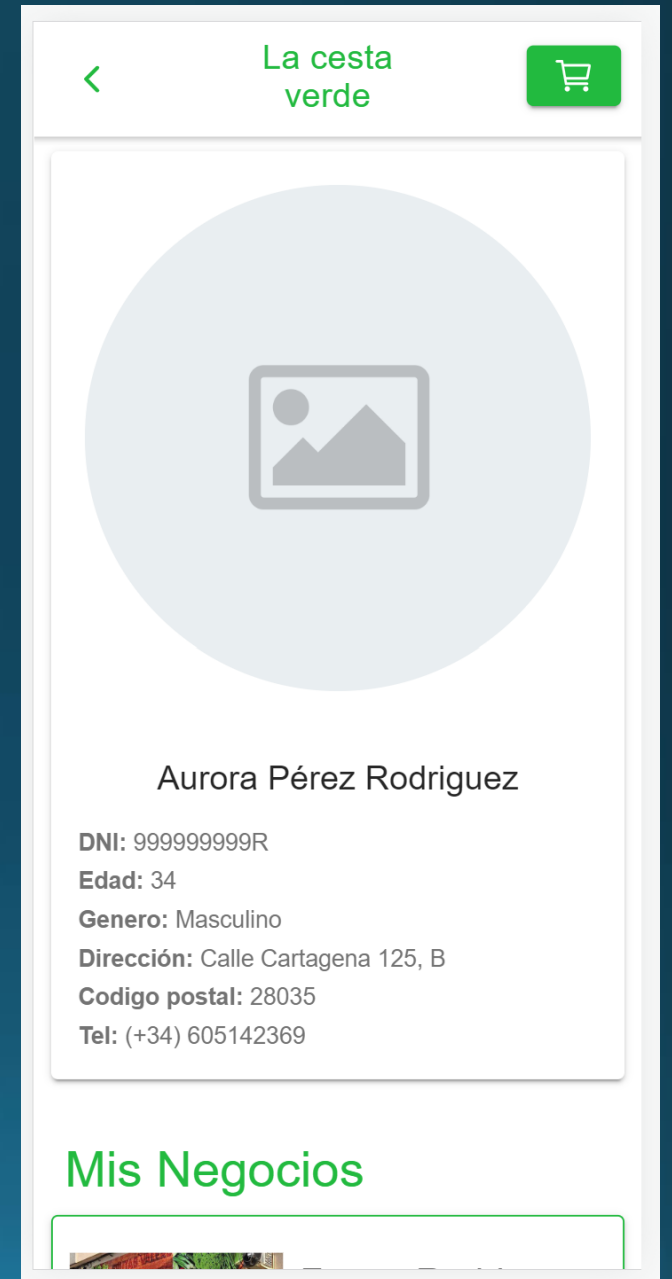 La cesta
verde
Aurora Pérez Rodriguez
DNI: 999999999R
Edad: 34
Genero: Masculino
Dirección: Calle Cartagena 125, B
Codigo postal: 28035
Tel: (+34) 605142369
Mis Negocios